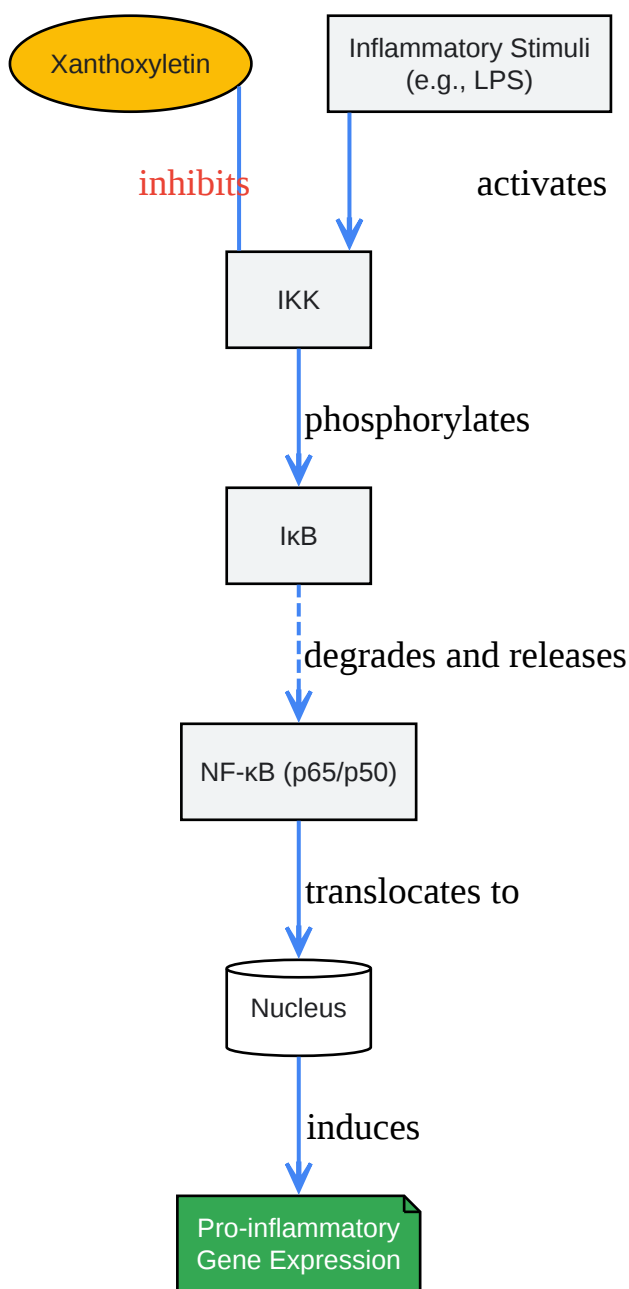 Xanthoxyletin
Inflammatory Stimuli
(e.g., LPS)
inhibits
activates
IKK
phosphorylates
IκB
degrades and releases
NF-κB (p65/p50)
translocates to
Nucleus
induces
Pro-inflammatory
Gene Expression